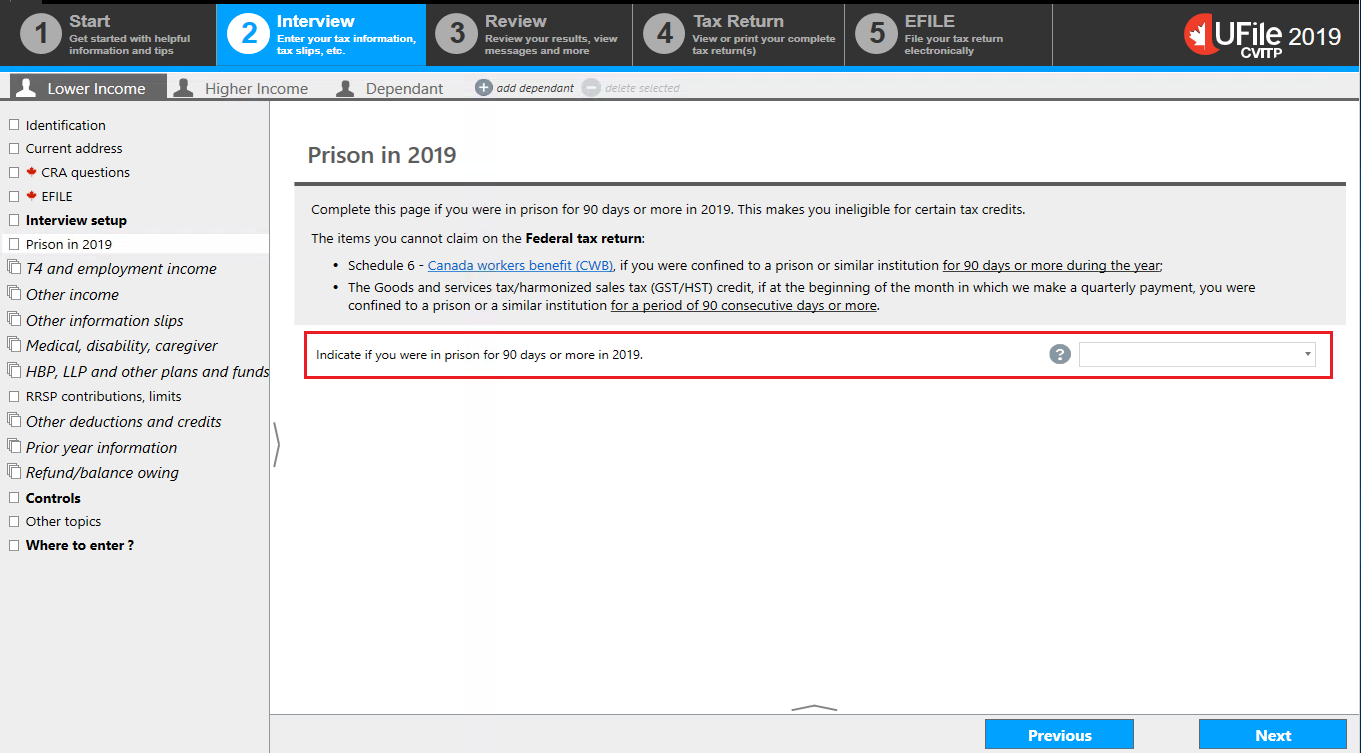 1
Start
Get started with helpful
information and tips
2
Interview
Enter your tax information,
tax slips, etc.
3
Review
Review your results, view
messages and more
4
Tax Return
View or print your complete
tax return(s)
5
EFILE
File your tax return
electronically
UFile 2019
CVITP
Lower Income
Higher Income
Dependant
add dependant
delete selected
Identification
Current address
CRA questions
EFILE
Interview setup
Prison in 2019
T4 and employment income
Other income
Other information slips
Medical, disability, caregiver
HBP, LLP and other plans and funds
RRSP contributions, limits
Other deductions and credits
Prior year information
Refund/balance owing
Controls
Other topics
Where to enter ?
Prison in 2019
Complete this page if you were in prison for 90 days or more in 2019. This makes you ineligible for certain tax credits.
The items you cannot claim on the Federal tax return:
• Schedule 6 - Canada workers benefit (CWB), if you were confined to a prison or similar institution for 90 days or more during the year;
• The Goods and services tax/harmonized sales tax (GST/HST) credit, if at the beginning of the month in which we make a quarterly payment, you were
confined to a prison or a similar institution for a period of 90 consecutive days or more.
Indicate if you were in prison for 90 days or more in 2019.
?
Previous
Next